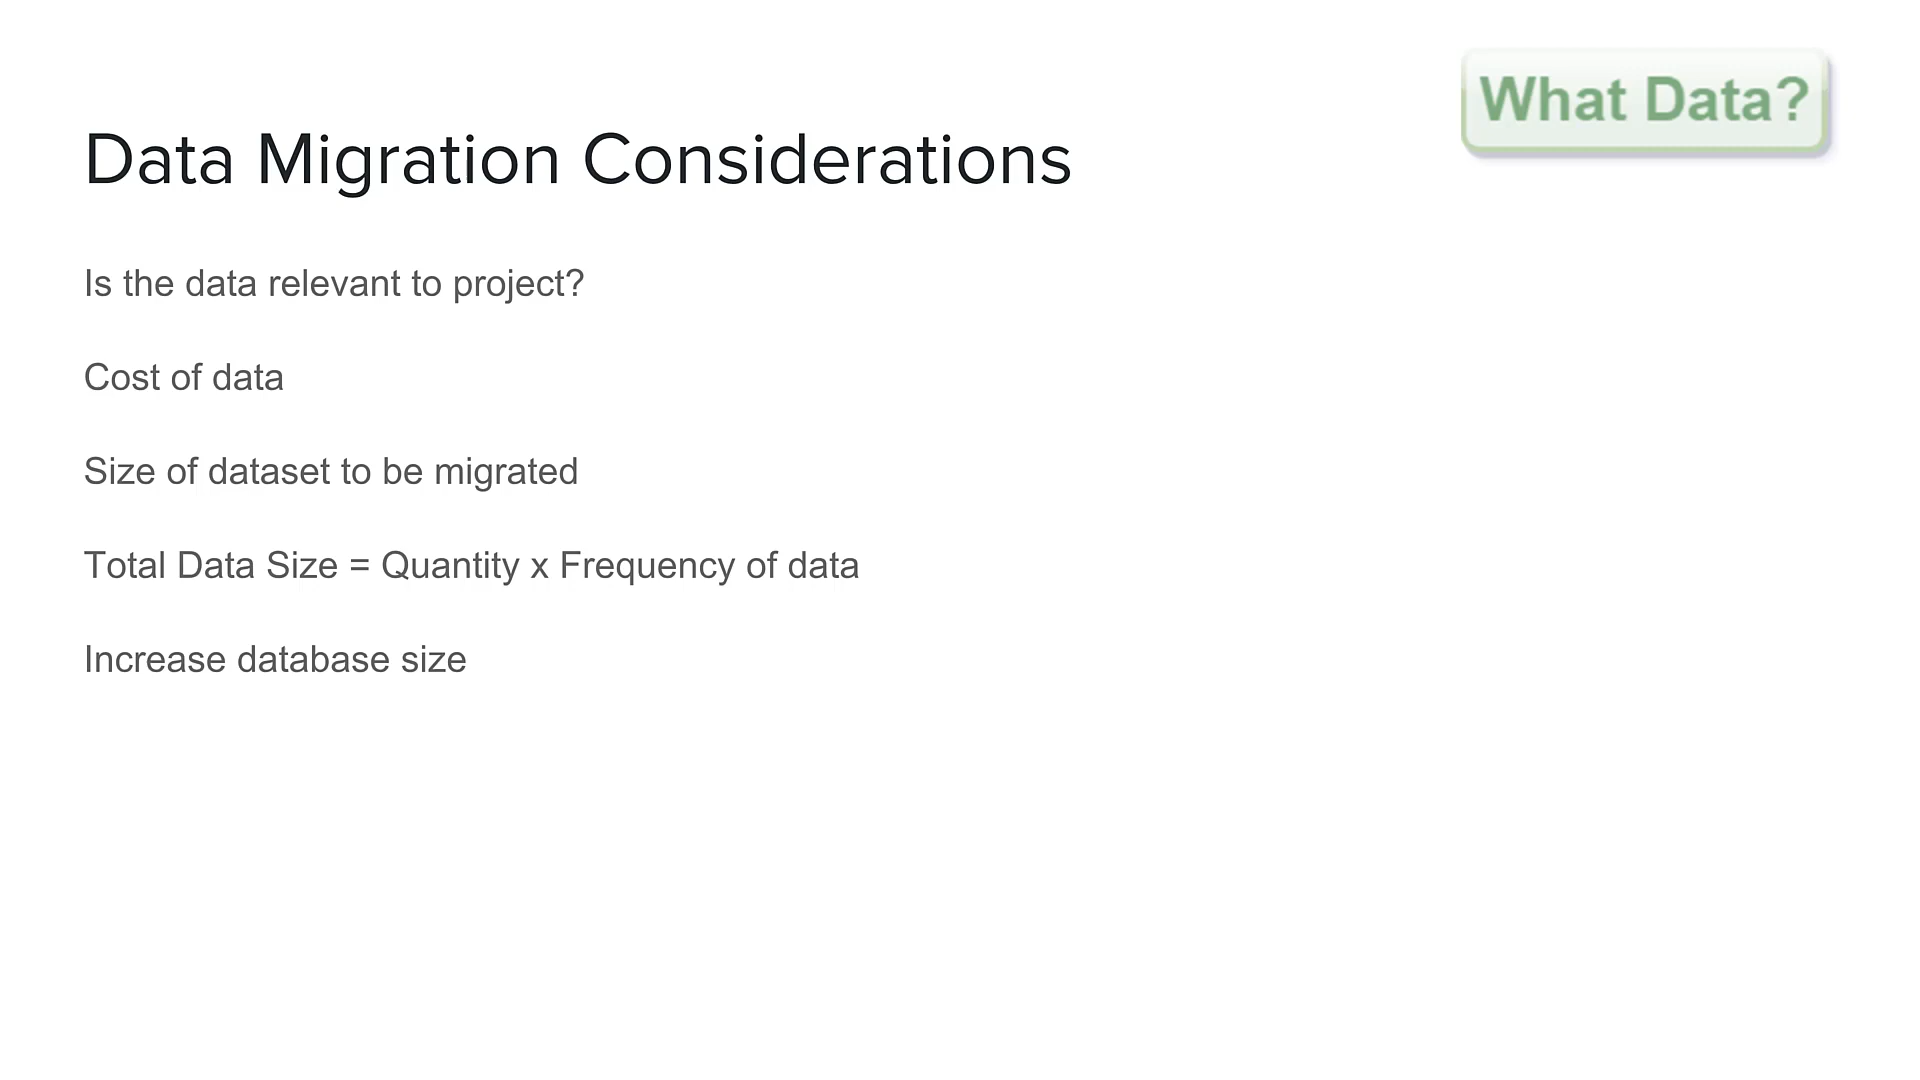 What Data?
Data Migration Considerations
Is the data relevant to project?
Cost of data
Size of dataset to be migrated
Total Data Size = Quantity x Frequency of data
Increase database size